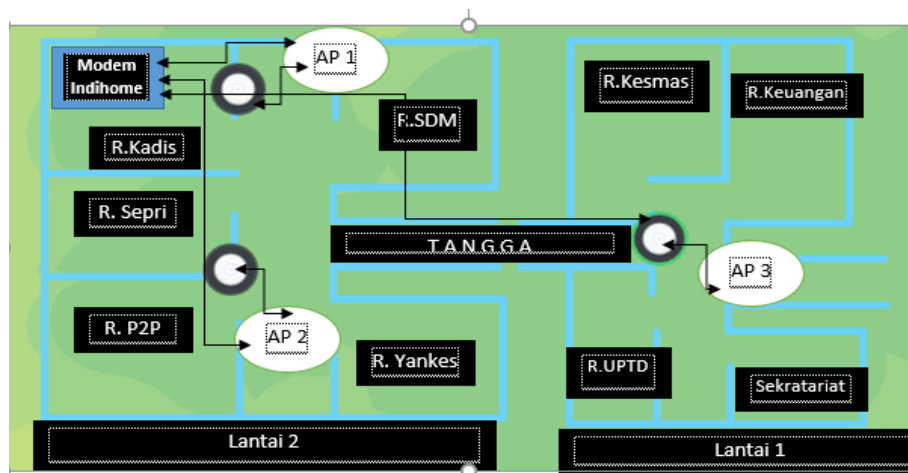 Modem
Indihome
AP 1
R.Kesmas
R.Keuangan
R.SDM
R.Kadis
R. Sepri
T A N G G A
AP 3
R. P2P
AP 2
R. Yankes
R.UPTD
Sekratariat
Lantai 2
Lantai 1